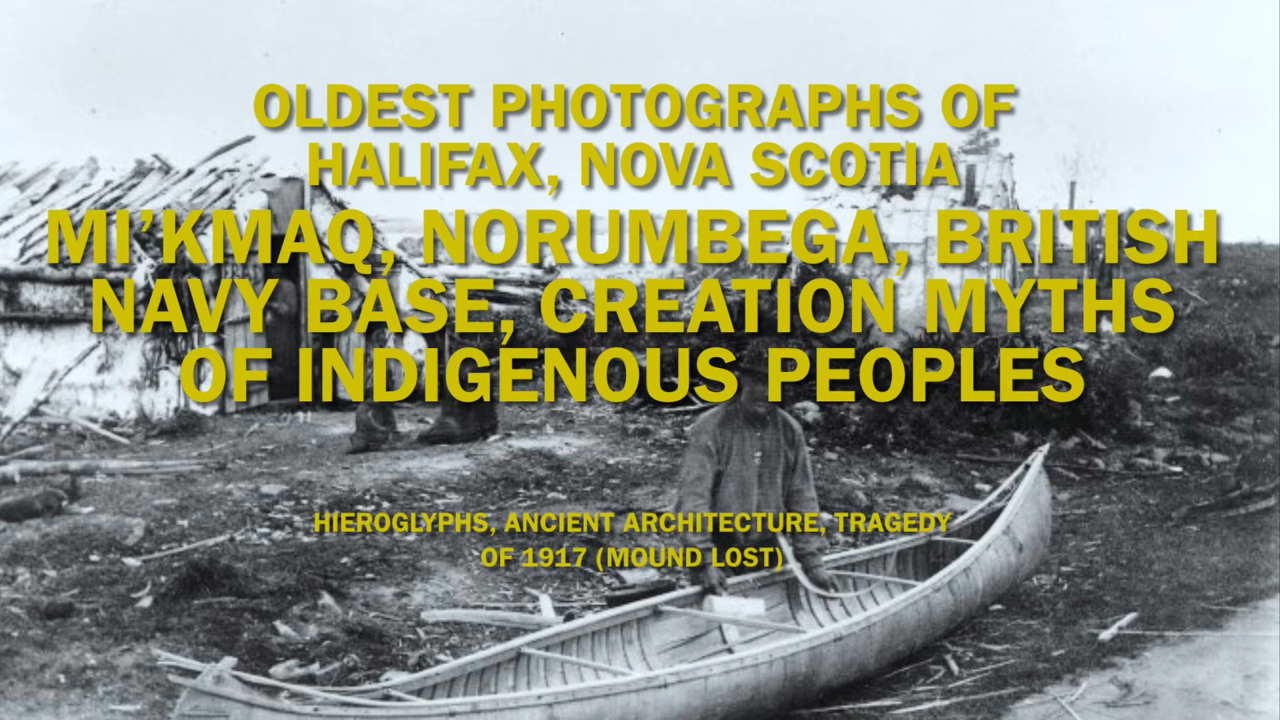 OLDEST PHOTOGRAPHS OF
HALIFAX, NOVA SCOTIA
MI'KMAQ, NORUMBEGA, BRITISH
NAVY BASE, CREATION MYTHS
OF INDIGENOUS PEOPLES
HIEROGLYPHS, ANCIENT ARCHITECTURE, TRAGEDY
OF 1917 (MOUND LOST)